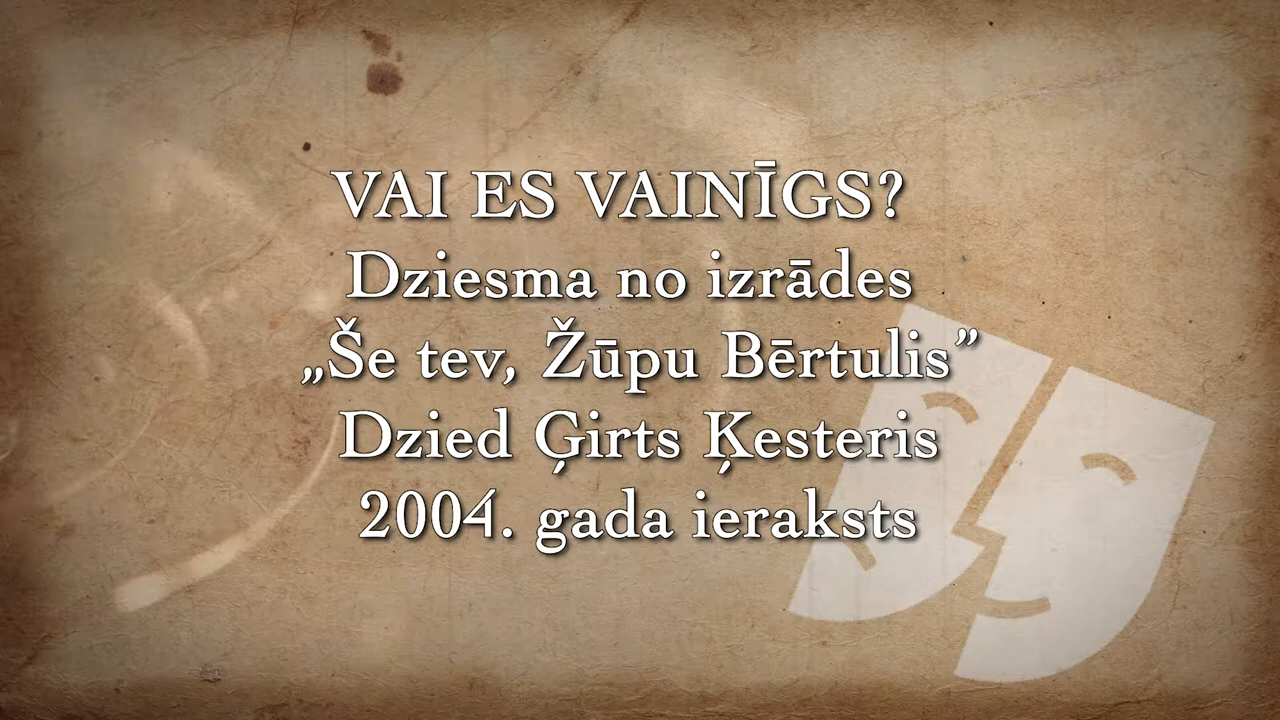 VAI ES VAINĪGS?
Dziesma no izrādes
„Še tev, Žūpu Bērtulis”
Dzied Ģirts Ķesteris
2004. gada ieraksts